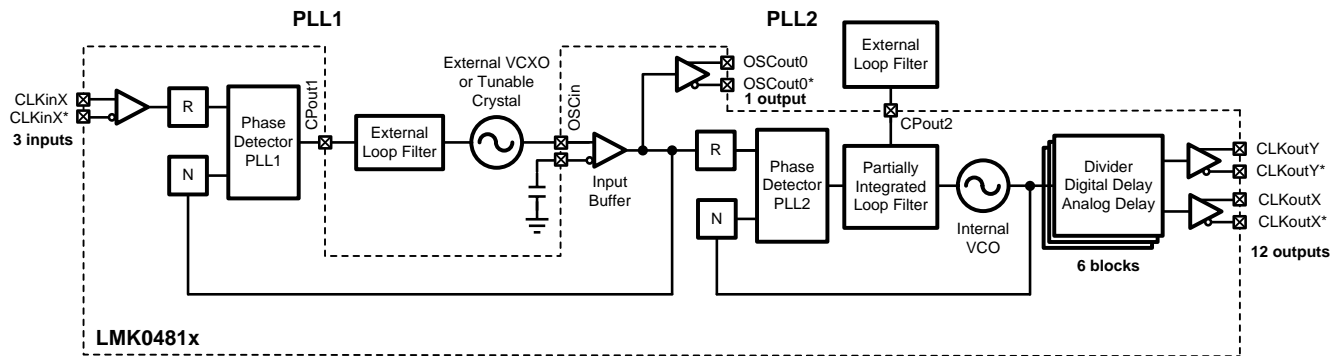 PLL1
PLL2
CLKinX
CLKinX*
3 inputs
R
N
Phase
Detector
PLL1
CPout1
External
Loop Filter
External VCXO
or Tunable
Crystal
OSCin
Input
Buffer
OSCout0
OSCout0*
1 output
External
Loop Filter
CPout2
R
N
Phase
Detector
PLL2
Partially
Integrated
Loop Filter
Internal
VCO
Divider
Digital Delay
Analog Delay
6 blocks
CLKoutY
CLKoutY*
CLKoutX
CLKoutX*
12 outputs
LMK0481x